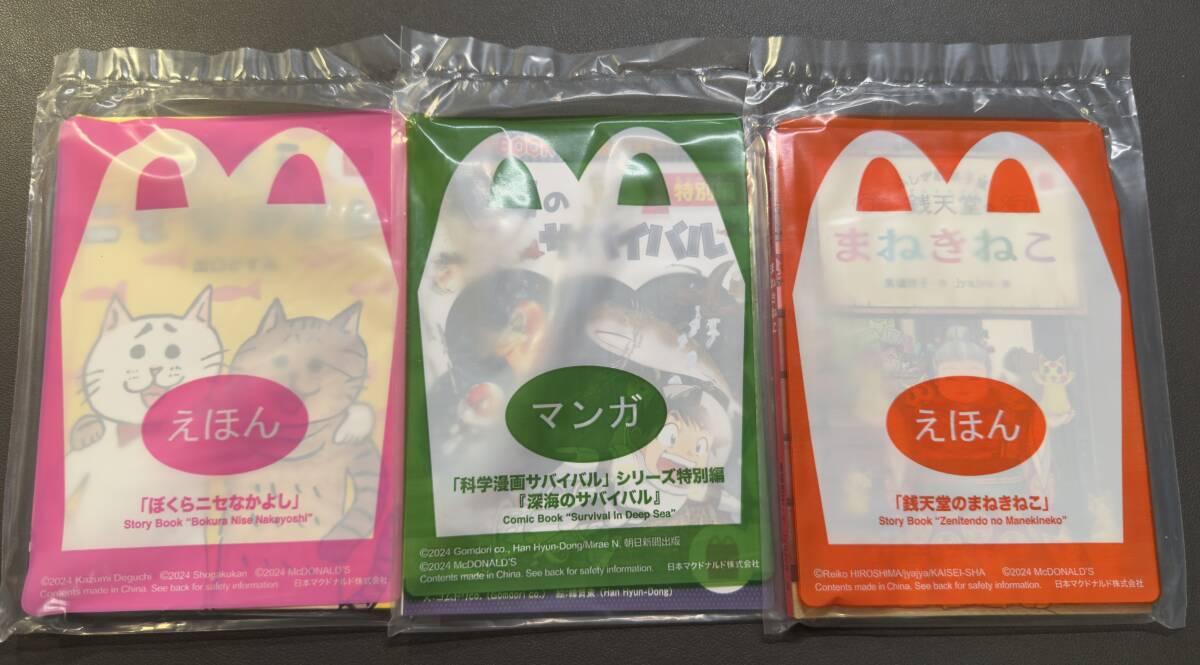 えほん
「ぼくらニセなかよし」
Story Book “Bokura Nise Nakayoshi”
©2024 Kazumi Deguchi ©2024 Shogakukan ©2024 McDONALD'S
Contents made in China. See back for safety information. 日本マクドナルド株式会社
BOOK
特別
の
サバイバル
マンガ
「科学漫画サバイバル」シリーズ特別編
『深海のサバイバル』
Comic Book “Survival in Deep Sea”
©2024 Gomdori co., Han Hyun-Dong/Mirae N, 朝日新聞出版
©2024 McDONALD'S
Contents made in China. See back for safety information. 日本マクドナルド株式会社
(Gomdori co.) (Han Hyun-Dong)
銭天堂
まねきねこ
えほん
「銭天堂のまねきねこ」
Story Book “Zenitendo no Manekineko”
©Reiko HIROSHIMA/jyajya/KAISEI-SHA ©2024 McDONALD'S
Contents made in China. See back for safety information. 日本マクドナルド株式会社